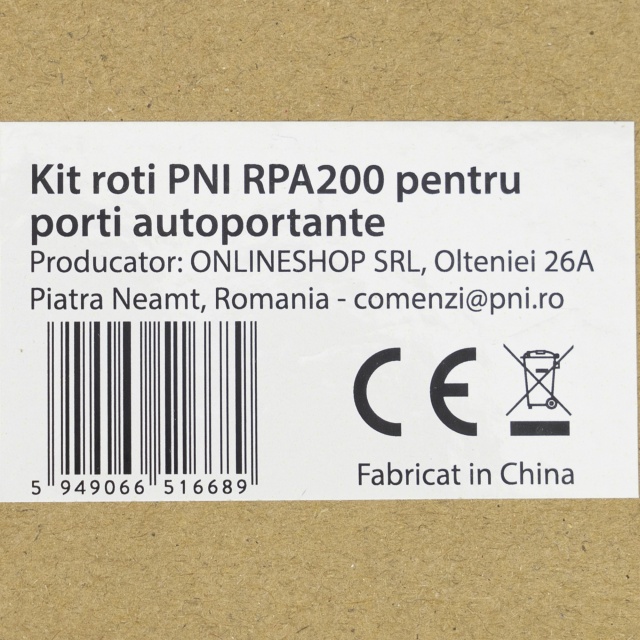 Kit roti PNI RPA200 pentru
porti autoportante
Producator: ONLINESHOP SRL, Olteniei 26A
Piatra Neamt, Romania - comenzi@pni.ro
CE
5 949066 516689
Fabricat in China